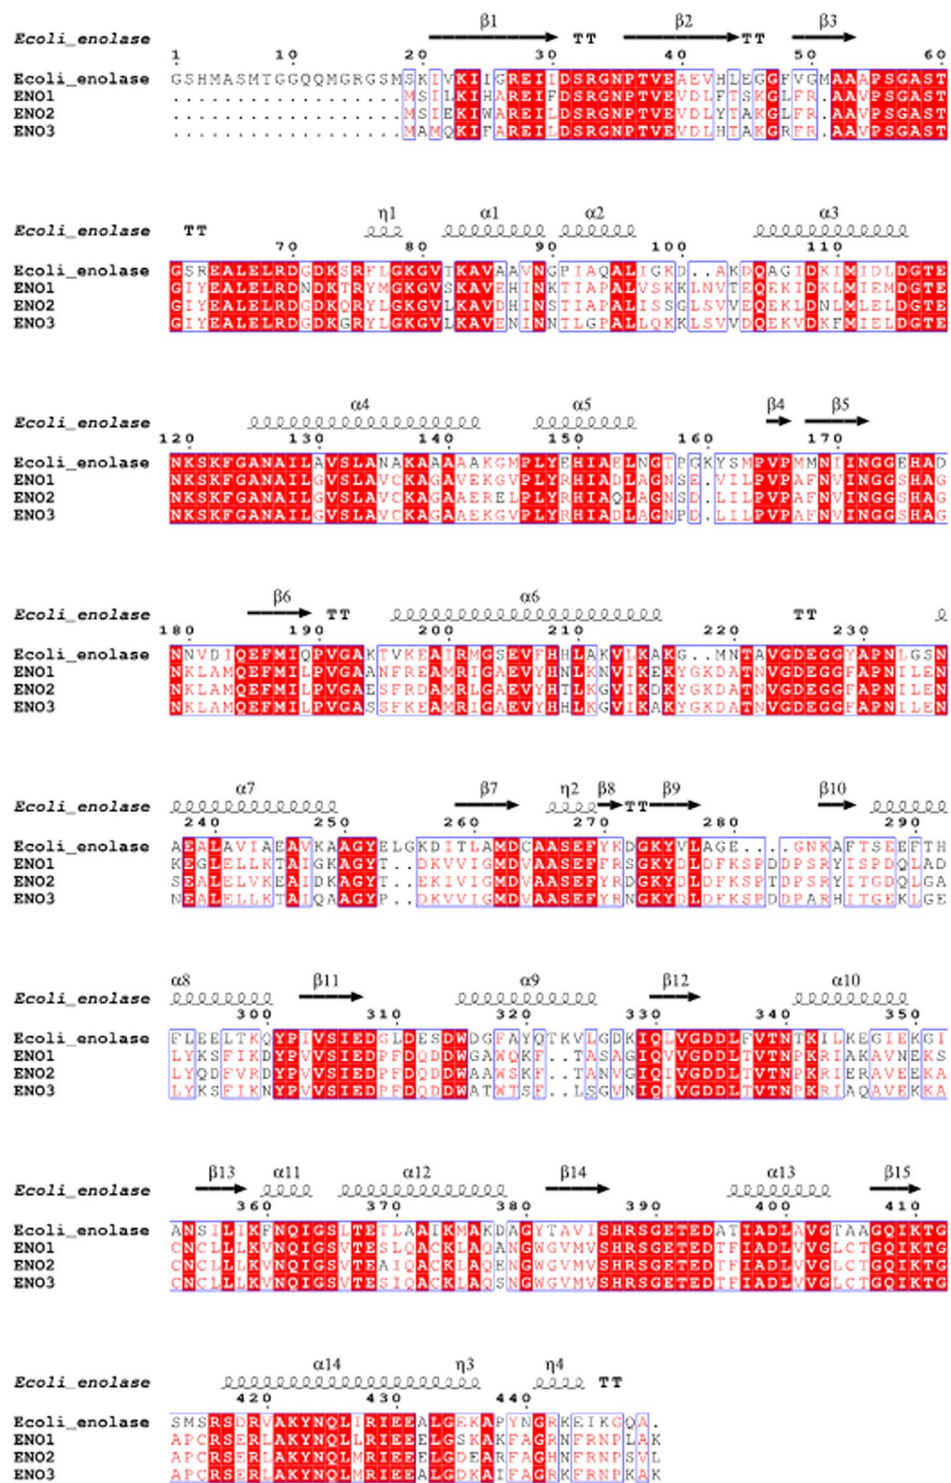 β1 β2 β3
Ecoli_enolase TT TT
1 10 20 30 40 50 60
Ecoli_enolase GSHMASMTGGQQMGRGSMSKIVKIIGREIIDSRGNPTVEAEVHLEGGFVGMAAAPSGAST
ENO1 ..................MSILKIHAREIFDSRGNPTVEVDLFTSKGLFR.AAVPSGAST
ENO2 ..................MSIEKIWAREILDSRGNPTVEVDLYTAKGLFR.AAVPSGAST
ENO3 ..................MAMQKIFAREILDSRGNPTVEVDLHTAKGRFR.AAVPSGAST
η1 α1 α2 α3
Ecoli_enolase TT
70 80 90 100 110
Ecoli_enolase GSREALELRDGDKSRFLGKGVTKAVAAVNGPIAQALIGKD..AKDQAGIDKIMIDLDGTE
ENO1 GIYEALELRDNDKTRYMGKGVSKAVEHINKTIAPALVSKKLNVTEQEKIDKLMIEMDGTE
ENO2 GIYEALELRDGDKQRYLGKGVLKAVDHINSTIAPALISSGLSVVEQEKLDNLMLELDGTE
ENO3 GIYEALELRDGDKGRYLGKGVLKAVENINNTLGPALLQKKLSVVDQEKVDKFMIELDGTE
α4 α5 β4 β5
Ecoli_enolase
120 130 140 150 160 170
Ecoli_enolase NKSKFGANAILAVSLANAKAAAAAKGMPLYEHIAELNGTPGKYSMPVPMMNIINGGEHAD
ENO1 NKSKFGANAILGVSLAVCKAGAVEKGVPLYRHIADLAGNSE.VILPVPAFNVINGGSHAG
ENO2 NKSKFGANAILGVSLAVCKAGAAERELPLYRHIAQLAGNSD.LILPVPAFNVINGGSHAG
ENO3 NKSKFGANAILGVSLAVCKAGAAEKGVPLYRHIADLAGNPD.LILPVPAFNVINGGSHAG
β6 α6
Ecoli_enolase TT TT
180 190 200 210 220 230
Ecoli_enolase NNVDIQEFMIQPVGAKTVKEAIRMGSEVFHHLAKVLKAKG..MNTAVGDEGGYAPNLGSN
ENO1 NKLAMQEFMILPVGAANFREAMRIGAEVYHNLKNVIKEKYGKDATNVGDEGGFAPNILEN
ENO2 NKLAMQEFMILPVGAESFRDAMRLGAEVYHTLKGVIKDKYGKDATNVGDEGGFAPNILEN
ENO3 NKLAMQEFMILPVGASSFKEAMRIGAEVYHHLKGVIKAKYGKDATNVGDEGGFAPNILEN
α7 β7 η2 β8 β9 β10
Ecoli_enolase TT
240 250 260 270 280 290
Ecoli_enolase AEALAVIAEAVKAAGYELGKDITLAMDCAASEFYKDGKYVLAGE...GNKAFTSEEFTH
ENO1 KEGLELLKTAIGKAGYT..DKVVIGMDVAASEFFRSGKYDLDFKSPDDPSRYISPDQLAD
ENO2 SEALELVKEAIDKAGYT..EKIVIGMDVAASEFYRDGKYDLDFKSPTDPSRYITGDQLGA
ENO3 NEALELLKTAIQAAGYP..DKVVIGMDVAASEFYRNGKYDLDFKSPDDPARHITGEKLGE
α8 β11 α9 β12 α10
Ecoli_enolase
300 310 320 330 340 350
Ecoli_enolase FLEELTKQYPIVSIEDGLDESDWDGFAYQTKVLGDKIQLVGDDLFVTNTKILKEGIEKGI
ENO1 LYKSFIKDYPVVSIEDPFDQDDWGAWQKF..TASAGIQVVGDDLTVTNPKRIAKAVNEKS
ENO2 LYQDFVRDYPVVSIEDPFDQDDWAAWSKF..TANVGIQIVGDDLTVTNPKRIERAVEEKA
ENO3 LYKSFIKNYPVVSIEDPFDQDDWATWTSF..LSGVNIQIVGDDLTVTNPKRIAQAVEKKA
β13 α11 α12 β14 α13 β15
Ecoli_enolase
360 370 380 390 400 410
Ecoli_enolase ANSILIKFNQIGSLTETLAAIKMAKDAGYTAVISHRSGETEDATIADLAVGTAAGQIKTG
ENO1 CNCLLLKVNQIGSVTESLQACKLAQANGWGVMVSHRSGETEDTFIADLVVGLCTGQIKTG
ENO2 CNCLLLKVNQIGSVTEAIQACKLAQENGWGVMVSHRSGETEDTFIADLVVGLCTGQIKTG
ENO3 CNCLLLKVNQIGSVTESIQACKLAQSNGWGVMVSHRSGETEDTFIADLVVGLCTGQIKTG
α14 η3 η4
Ecoli_enolase TT
420 430 440
Ecoli_enolase SMSRSDRVAKYNQLIRIEEALGEKAPYNGRKEIKGQA.
ENO1 APCRSERLAKYNQLLRIEEELGSKAKFAGRNFRNPLAK
ENO2 APCRSERLAKYNQLMRIEEELGDEARFAGHNFRNPSVL
ENO3 APCRSERLAKYNQLMRIEEALGDKAIFAGRKFRNPKAK